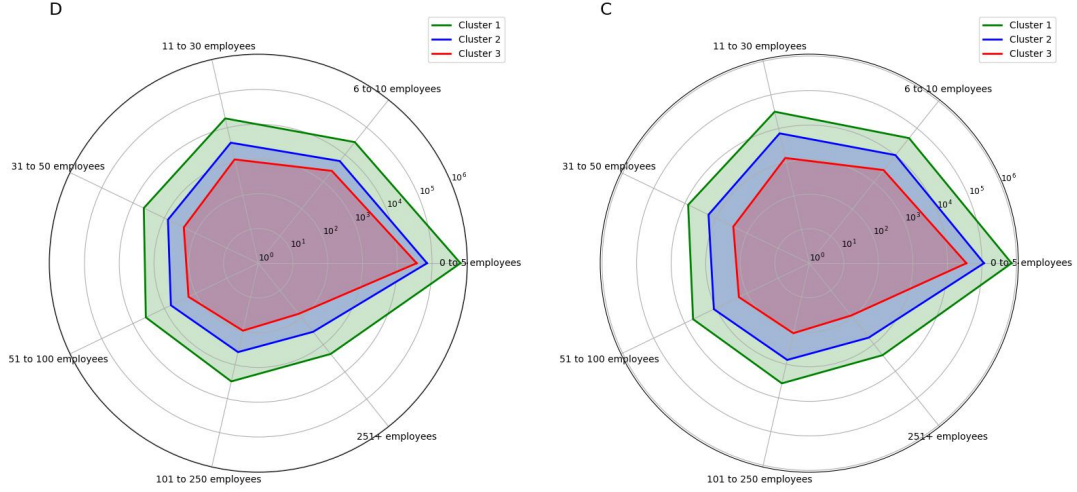 D
Cluster 1
Cluster 2
Cluster 3
11 to 30 employees
6 to 10 employees
31 to 50 employees
10^6
10^5
10^4
10^3
10^2
10^1
10^0
0 to 5 employees
51 to 100 employees
251+ employees
101 to 250 employees
C
Cluster 1
Cluster 2
Cluster 3
11 to 30 employees
6 to 10 employees
31 to 50 employees
10^6
10^5
10^4
10^3
10^2
10^1
10^0
0 to 5 employees
51 to 100 employees
251+ employees
101 to 250 employees